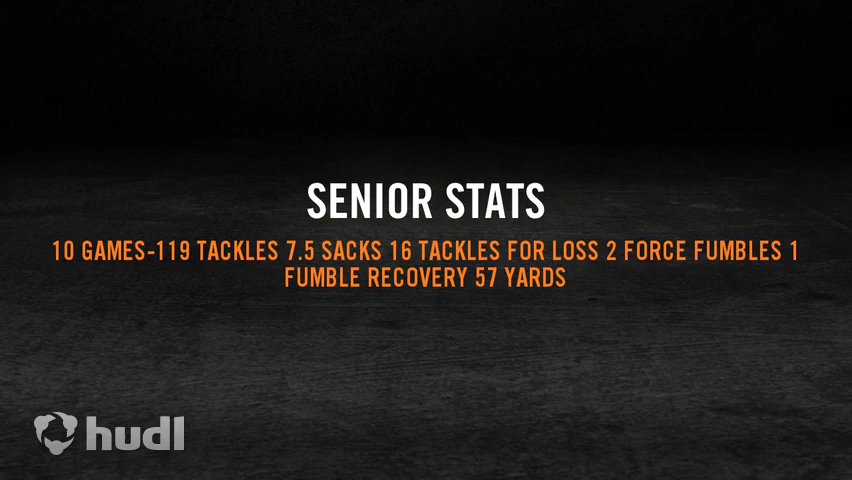 SENIOR STATS
10 GAMES-119 TACKLES 7.5 SACKS 16 TACKLES FOR LOSS 2 FORCE FUMBLES 1
FUMBLE RECOVERY 57 YARDS
hudl